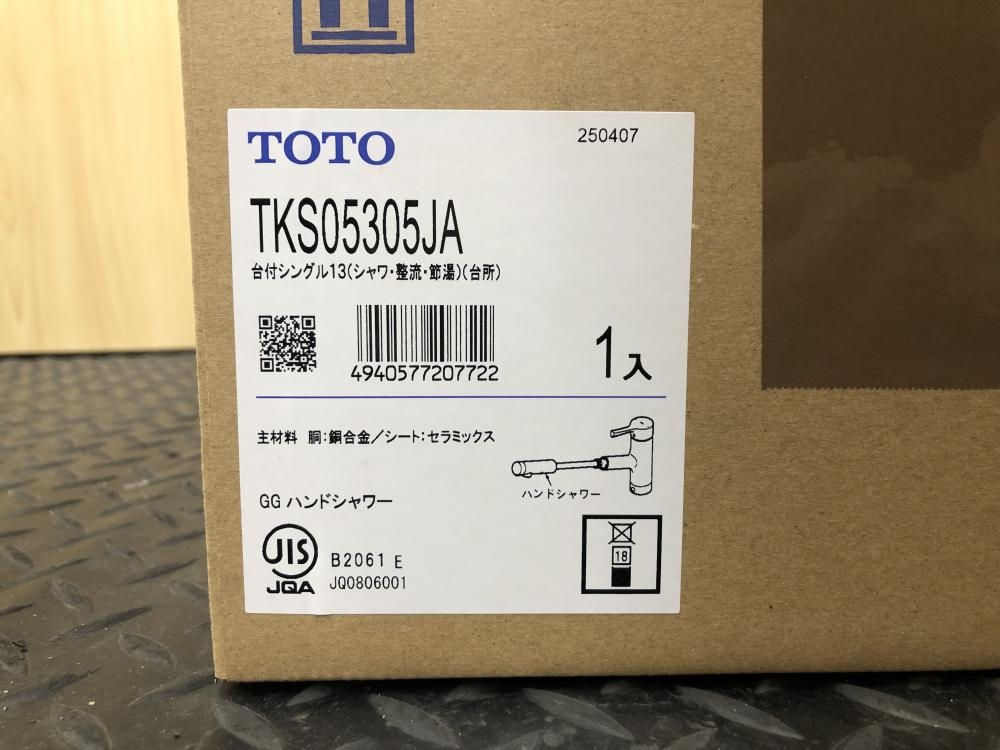 TOTO
250407
TKS05305JA
台付シングル13(シャワ・整流・節湯)(台所)
4940577207722
1入
主材料 胴:銅合金/シート:セラミックス
ハンドシャワー
GG ハンドシャワー
JIS
JQA
B2061 E
JQ0806001
18